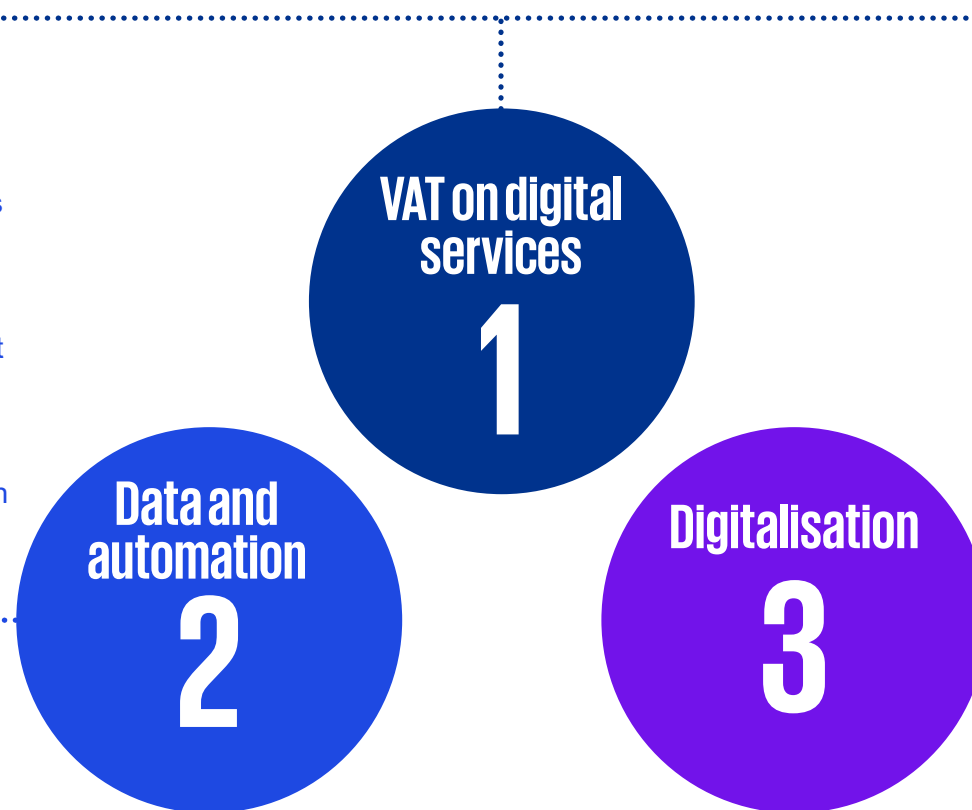 VAT on digital
services
1
Data and
automation
2
Digitalisation
3